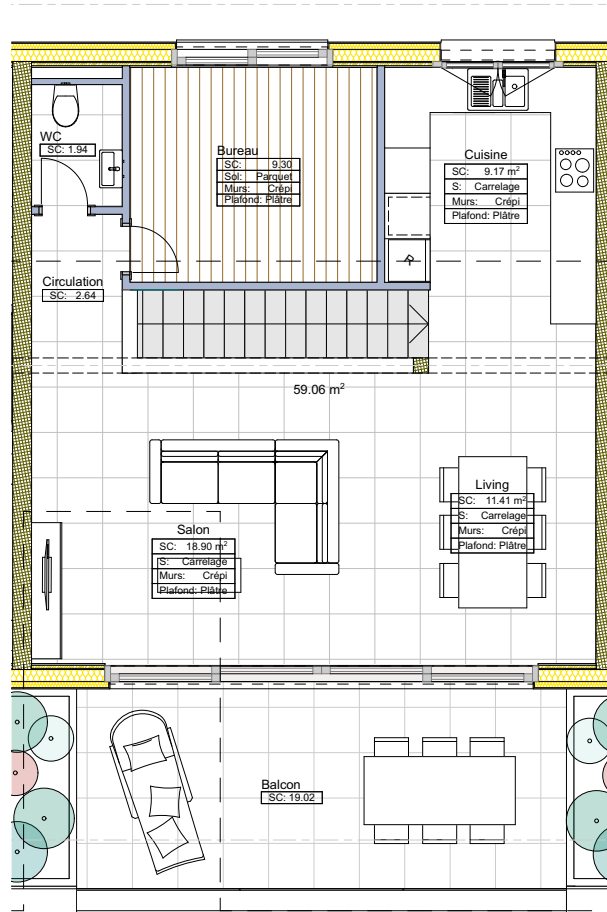 WC
SC: 1.94
Bureau
SC: 9.30
Sol: Parquet
Murs: Crépi
Plafond: Plâtre
Cuisine
SC: 9.17 m²
S: Carrelage
Murs: Crépi
Plafond: Plâtre
R
Circulation
SC: 2.64
59.06 m²
Salon
SC: 18.90 m²
S: Carrelage
Murs: Crépi
Plafond: Plâtre
Living
SC: 11.41 m²
S: Carrelage
Murs: Crépi
Plafond: Plâtre
Balcon
SC: 19.02